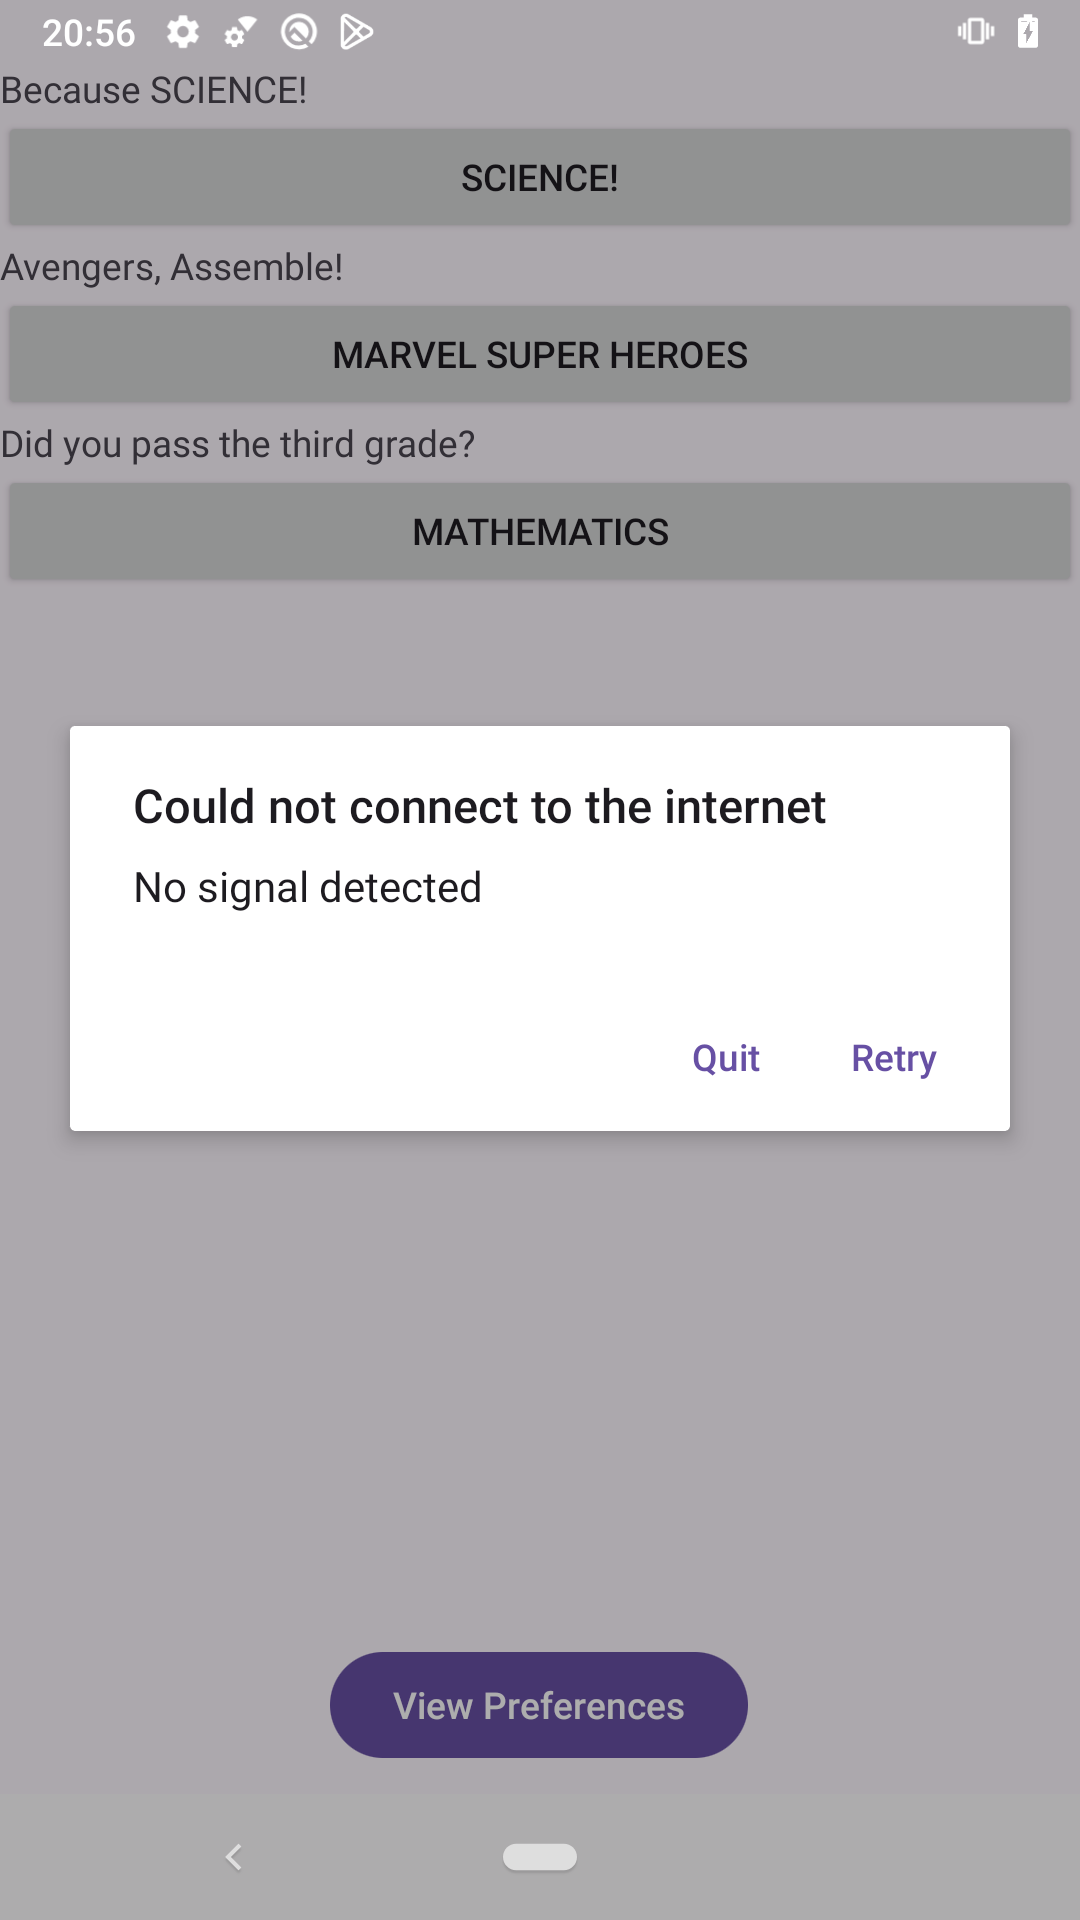 20:56
Because SCIENCE!
SCIENCE!
Avengers, Assemble!
MARVEL SUPER HEROES
Did you pass the third grade?
MATHEMATICS
Could not connect to the internet
No signal detected
Quit Retry
View Preferences